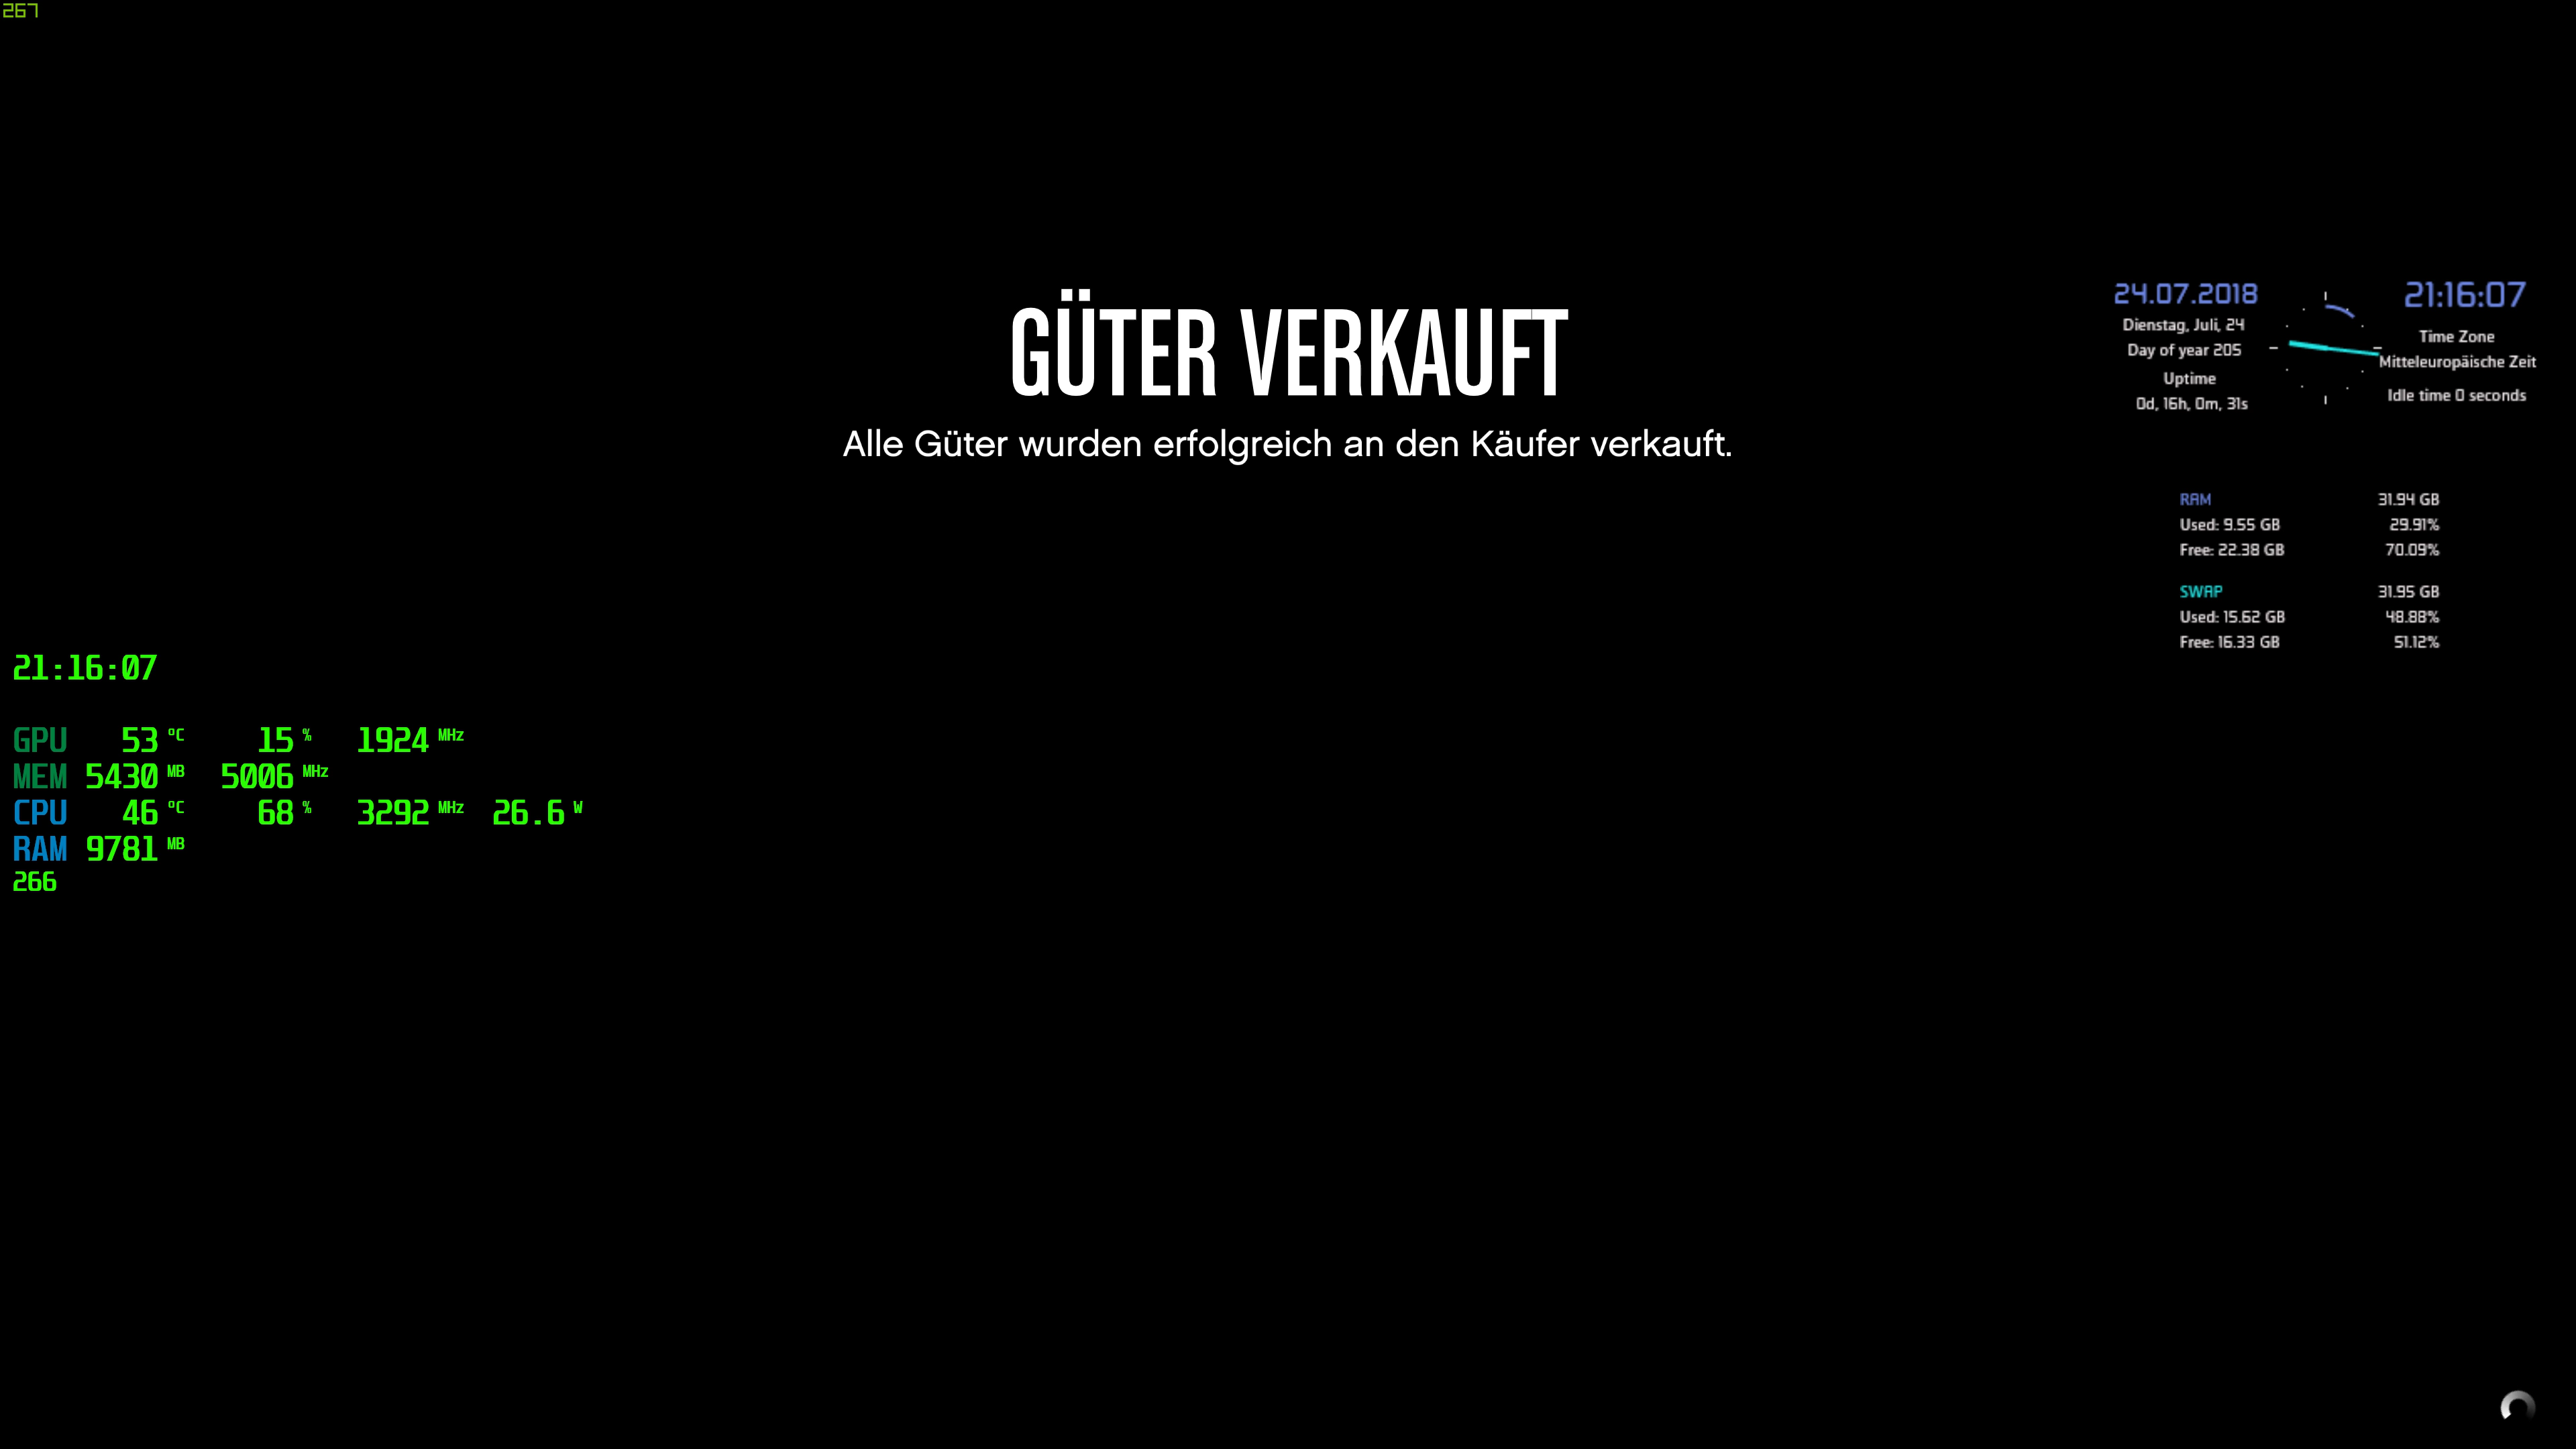 267
GÜTER VERKAUFT
Alle Güter wurden erfolgreich an den Käufer verkauft.
24.07.2018
Dienstag, Juli, 24
Day of year 205
Uptime
0d, 16h, 0m, 31s
21:16:07
Time Zone
Mitteleuropäische Zeit
Idle time 0 seconds
RAM 31.94 GB
Used: 9.55 GB 29.91%
Free: 22.38 GB 70.09%
SWAP 31.95 GB
Used: 15.62 GB 48.88%
Free: 16.33 GB 51.12%
21:16:07
GPU 53 °C 15 % 1924 MHz
MEM 5430 MB 5006 MHz
CPU 46 °C 68 % 3292 MHz 26.6 W
RAM 9781 MB
266